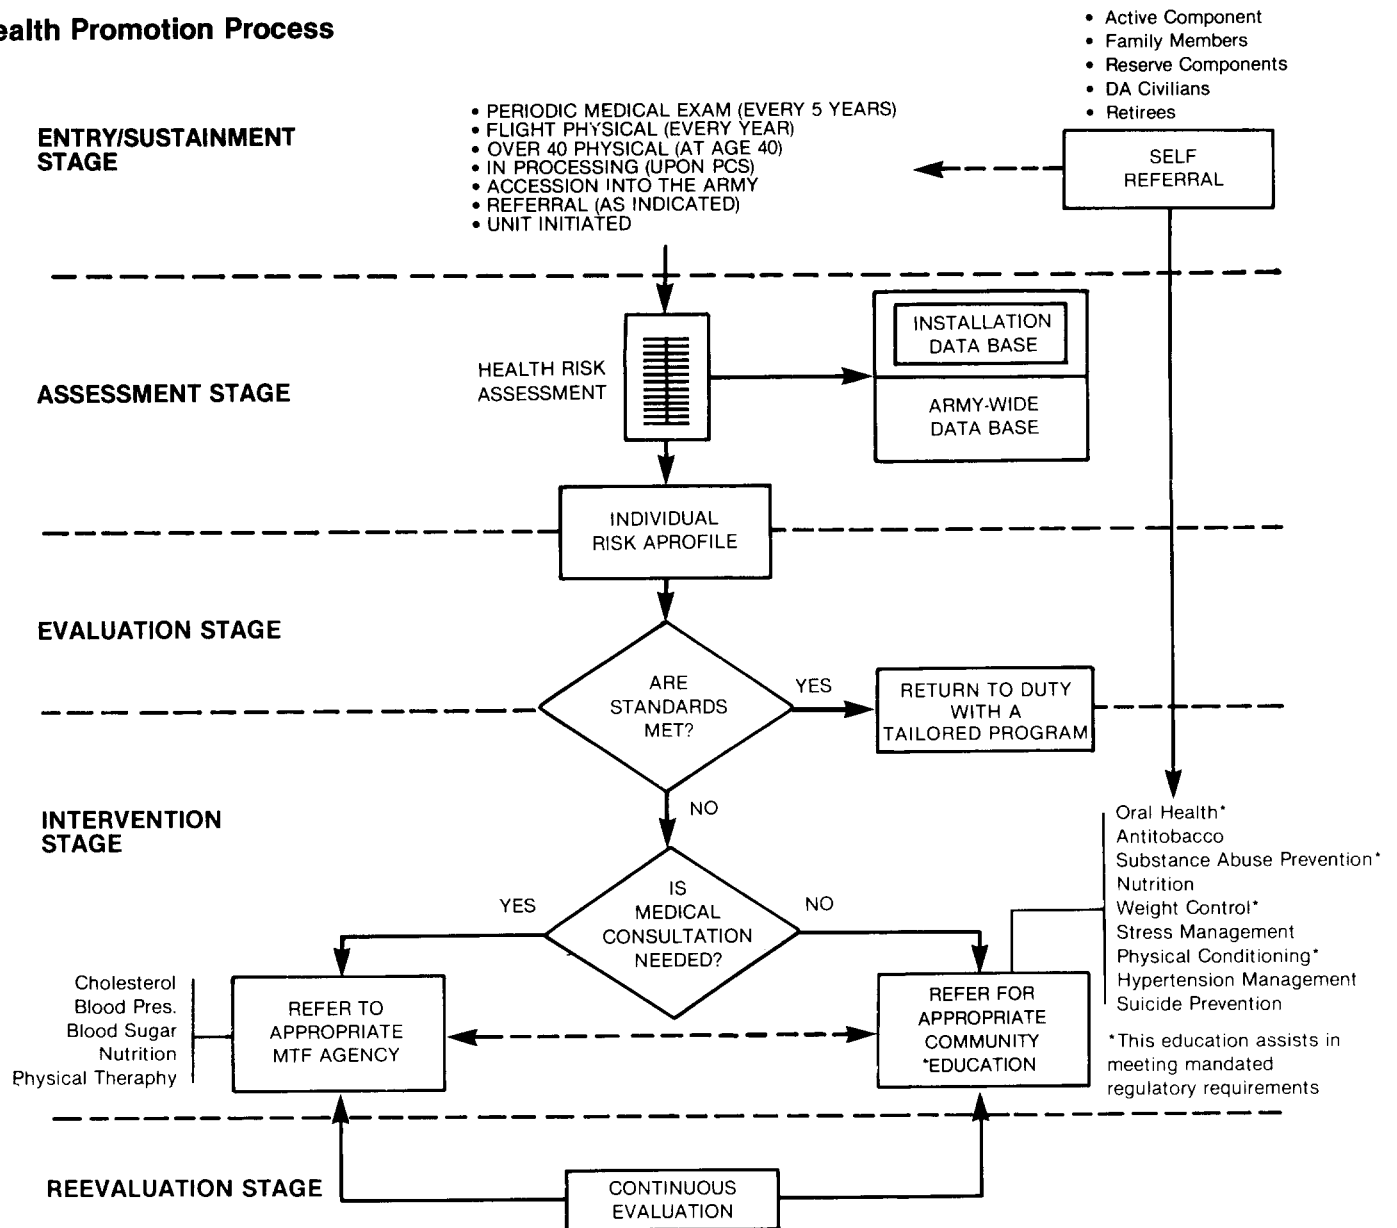 ealth Promotion Process
• Active Component
• Family Members
• Reserve Components
• DA Civilians
• Retirees
ENTRY/SUSTAINMENT
STAGE
• PERIODIC MEDICAL EXAM (EVERY 5 YEARS)
• FLIGHT PHYSICAL (EVERY YEAR)
• OVER 40 PHYSICAL (AT AGE 40)
• IN PROCESSING (UPON PCS)
• ACCESSION INTO THE ARMY
• REFERRAL (AS INDICATED)
• UNIT INITIATED
SELF
REFERRAL
ASSESSMENT STAGE
HEALTH RISK
ASSESSMENT
INSTALLATION
DATA BASE
ARMY-WIDE
DATA BASE
INDIVIDUAL
RISK APROFILE
EVALUATION STAGE
ARE
STANDARDS
MET?
YES
RETURN TO DUTY
WITH A
TAILORED PROGRAM
NO
INTERVENTION
STAGE
IS
MEDICAL
CONSULTATION
NEEDED?
YES
NO
Cholesterol
Blood Pres.
Blood Sugar
Nutrition
Physical Theraphy
REFER TO
APPROPRIATE
MTF AGENCY
REFER FOR
APPROPRIATE
COMMUNITY
*EDUCATION
Oral Health*
Antitobacco
Substance Abuse Prevention*
Nutrition
Weight Control*
Stress Management
Physical Conditioning*
Hypertension Management
Suicide Prevention
*This education assists in
meeting mandated
regulatory requirements
REEVALUATION STAGE
CONTINUOUS
EVALUATION